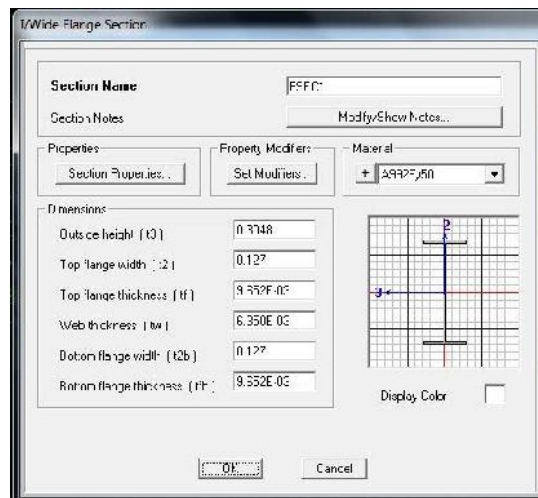 I/Wide Flange Section
Section Name
FSEC1
Section Notes
Modify/Show Notes...
Properties
Section Properties...
Property Modifiers
Set Modifiers...
Material
+
A992Fy50
Dimensions
Outside height ( t3 )
0.3048
Top flange width ( t2 )
0.127
Top flange thickness ( tf )
9.652E-03
Web thickness ( tw )
6.350E-03
Bottom flange width ( t2b )
0.127
Bottom flange thickness ( tfb )
9.652E-03
2
3
Display Color
OK
Cancel